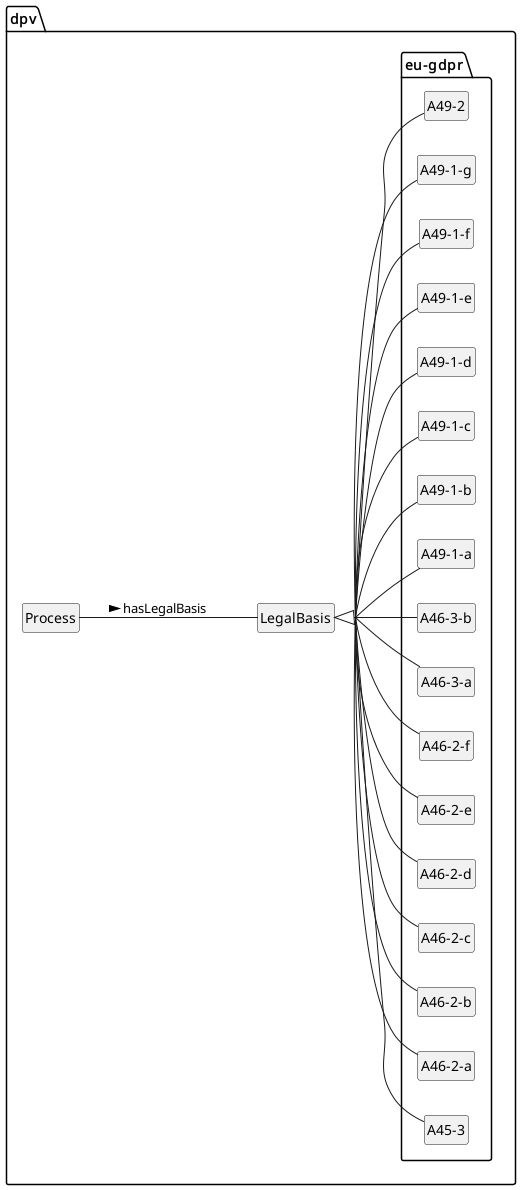 dpv
eu-gdpr
A49-2
A49-1-g
A49-1-f
A49-1-e
A49-1-d
A49-1-c
A49-1-b
A49-1-a
Process
hasLegalBasis
LegalBasis
A46-3-b
A46-3-a
A46-2-f
A46-2-e
A46-2-d
A46-2-c
A46-2-b
A46-2-a
A45-3